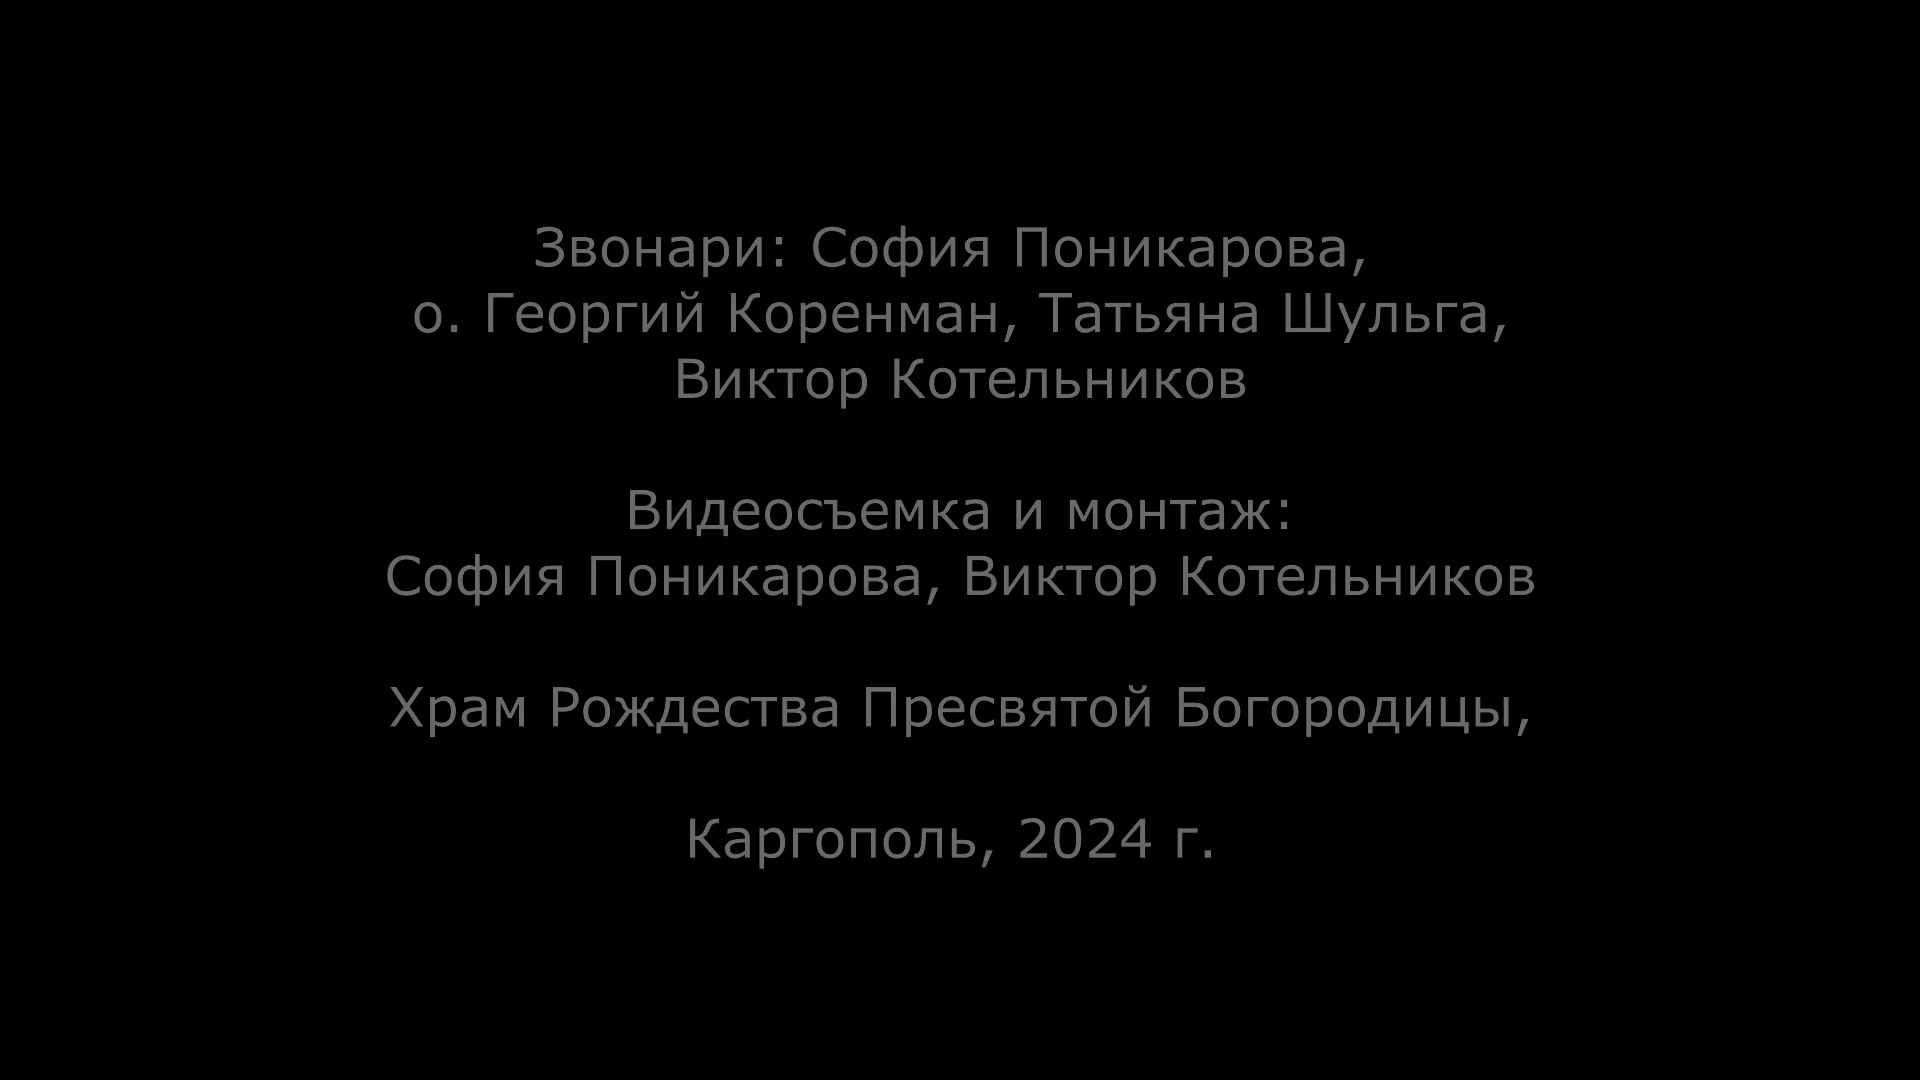 Звонари: София Поникарова,
о. Георгий Коренман, Татьяна Шульга,
Виктор Котельников
Видеосъемка и монтаж:
София Поникарова, Виктор Котельников
Храм Рождества Пресвятой Богородицы,
Каргополь, 2024 г.